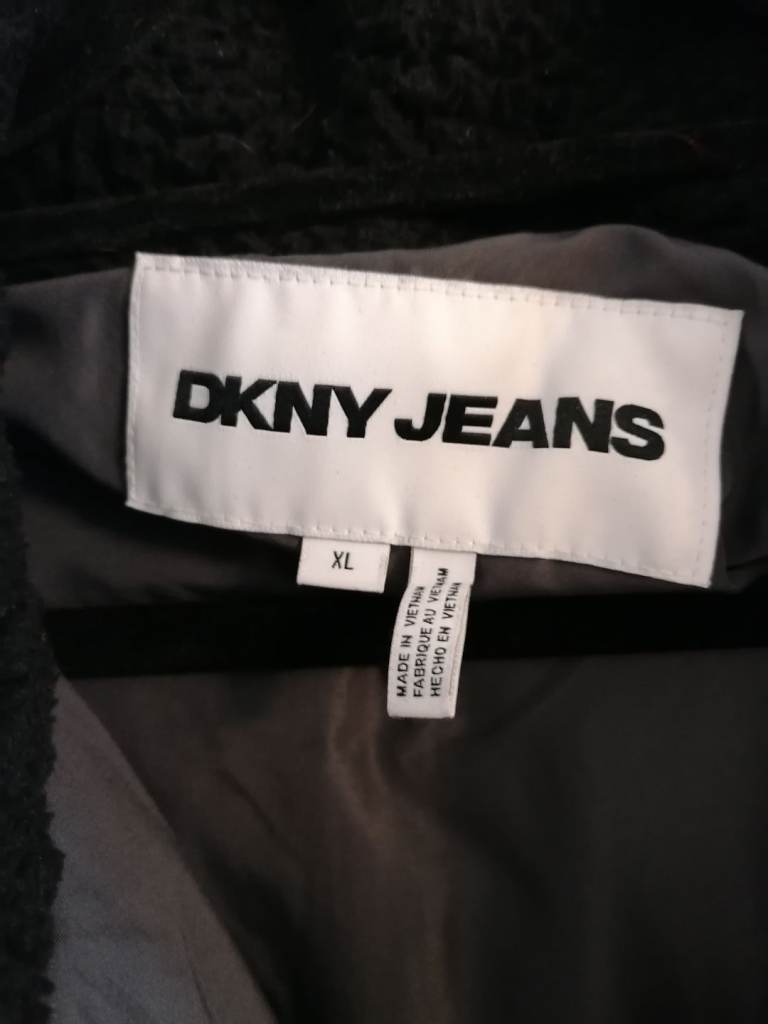 DKNY JEANS
XL
MADE IN VIETNAM
FABRIQUE AU VIETNAM
HECHO EN VIETNAM